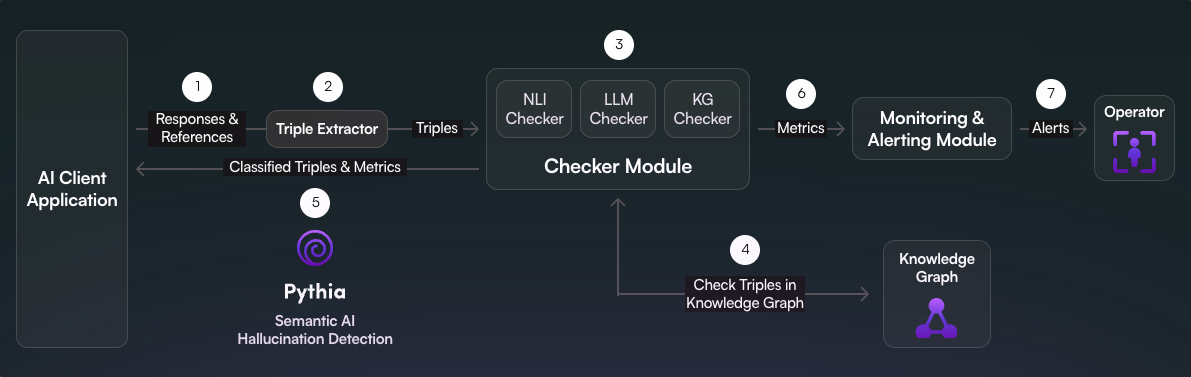 1
2
3
Responses &
References
Triple Extractor
Triples
NLI
Checker
LLM
Checker
KG
Checker
Checker Module
6
Metrics
Monitoring &
Alerting Module
7
Alerts
Operator
AI Client
Application
Classified Triples & Metrics
5
Pythia
Semantic AI
Hallucination Detection
4
Check Triples in
Knowledge Graph
Knowledge
Graph